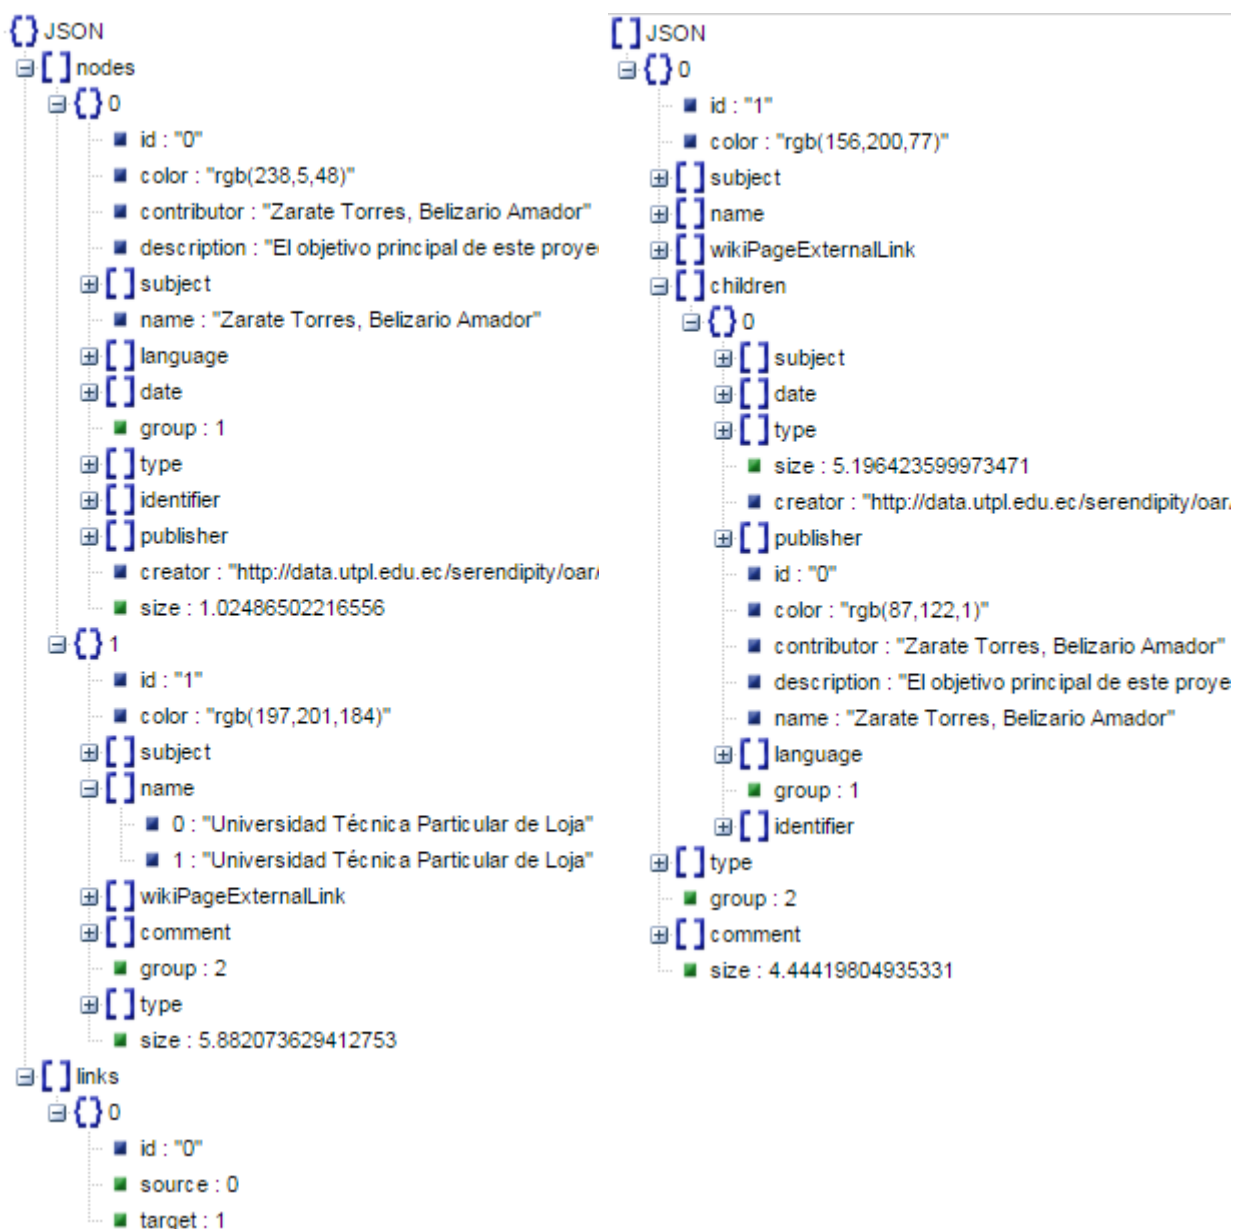 JSON
nodes
0
id : "0"
color : "rgb(238,5,48)"
contributor : "Zarate Torres, Belizario Amador"
description : "El objetivo principal de este proye
subject
name : "Zarate Torres, Belizario Amador"
language
date
group : 1
type
identifier
publisher
creator : "http://data.utpl.edu.ec/serendipity/oar/
size : 1.02486502216556
1
id : "1"
color : "rgb(197,201,184)"
subject
name
0 : "Universidad Técnica Particular de Loja"
1 : "Universidad Técnica Particular de Loja"
wikiPageExternalLink
comment
group : 2
type
size : 5.882073629412753
links
0
id : "0"
source : 0
target : 1
JSON
0
id : "1"
color : "rgb(156,200,77)"
subject
name
wikiPageExternalLink
children
0
subject
date
type
size : 5.196423599973471
creator : "http://data.utpl.edu.ec/serendipity/oar.
publisher
id : "0"
color : "rgb(87,122,1)"
contributor : "Zarate Torres, Belizario Amador"
description : "El objetivo principal de este proye
name : "Zarate Torres, Belizario Amador"
language
group : 1
identifier
type
group : 2
comment
size : 4.44419804935331